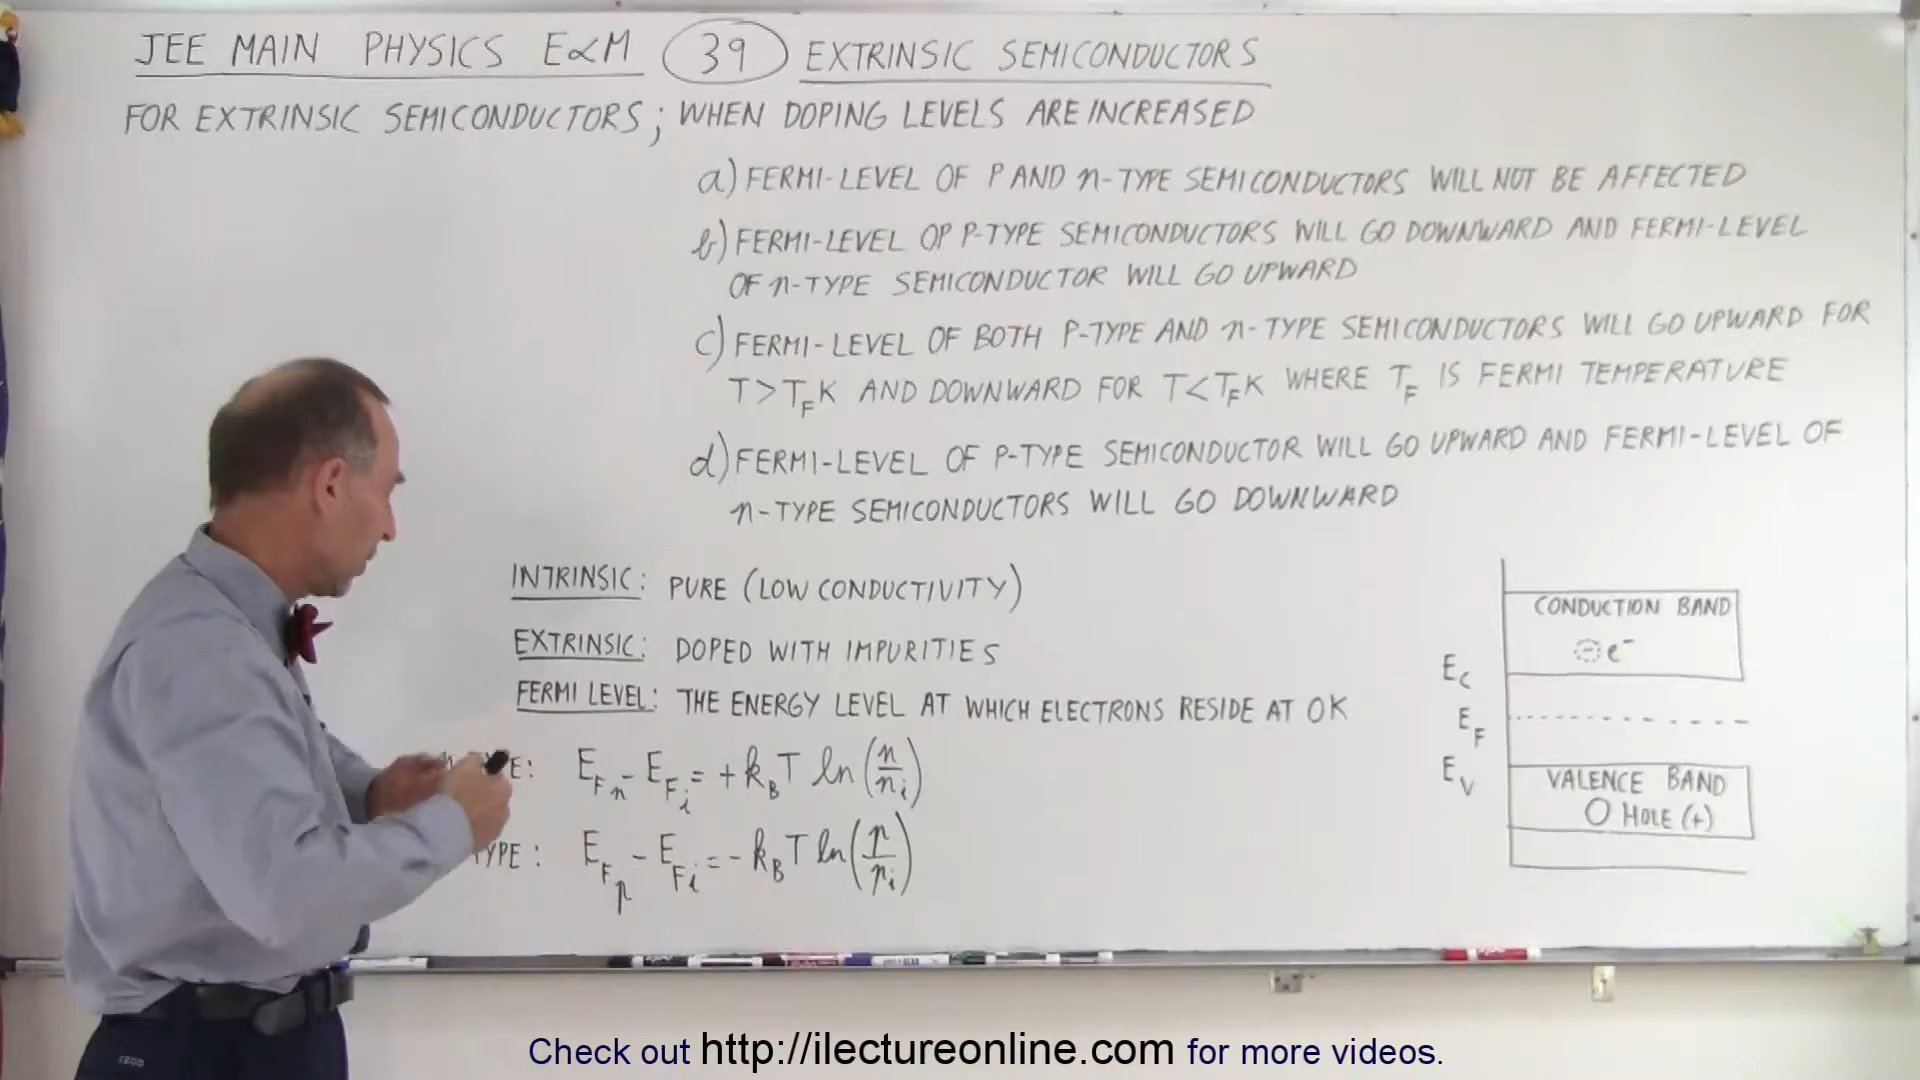 JEE MAIN PHYSICS E&M 39 EXTRINSIC SEMICONDUCTORS
FOR EXTRINSIC SEMICONDUCTORS; WHEN DOPING LEVELS ARE INCREASED
a) FERMI-LEVEL OF P AND n-TYPE SEMICONDUCTORS WILL NOT BE AFFECTED
b) FERMI-LEVEL OP P-TYPE SEMICONDUCTORS WILL GO DOWNWARD AND FERMI-LEVEL
OF n-TYPE SEMICONDUCTOR WILL GO UPWARD
c) FERMI-LEVEL OF BOTH P-TYPE AND n-TYPE SEMICONDUCTORS WILL GO UPWARD FOR
T > T_F K AND DOWNWARD FOR T < T_F K WHERE T_F IS FERMI TEMPERATURE
d) FERMI-LEVEL OF P-TYPE SEMICONDUCTOR WILL GO UPWARD AND FERMI-LEVEL OF
n-TYPE SEMICONDUCTORS WILL GO DOWNWARD
INTRINSIC: PURE (LOW CONDUCTIVITY)
EXTRINSIC: DOPED WITH IMPURITIES
FERMI LEVEL: THE ENERGY LEVEL AT WHICH ELECTRONS RESIDE AT 0K
E_Fn - E_Fi = + k_B T ln(n/n_i)
E_Fp - E_Fi = - k_B T ln(p/p_i)
CONDUCTION BAND
⊖ e⁻
E_C
E_F
E_V
VALENCE BAND
O HOLE (+)
IZOD
Check out http://ilectureonline.com for more videos.